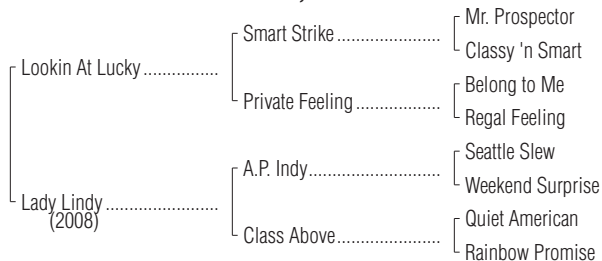 Mr. Prospector
Smart Strike ....................
Classy 'n Smart
Lookin At Lucky ...............
Belong to Me
Private Feeling .................
Regal Feeling
Seattle Slew
A.P. Indy..........................
Weekend Surprise
Lady Lindy ......................
(2008)
Quiet American
Class Above....................
Rainbow Promise